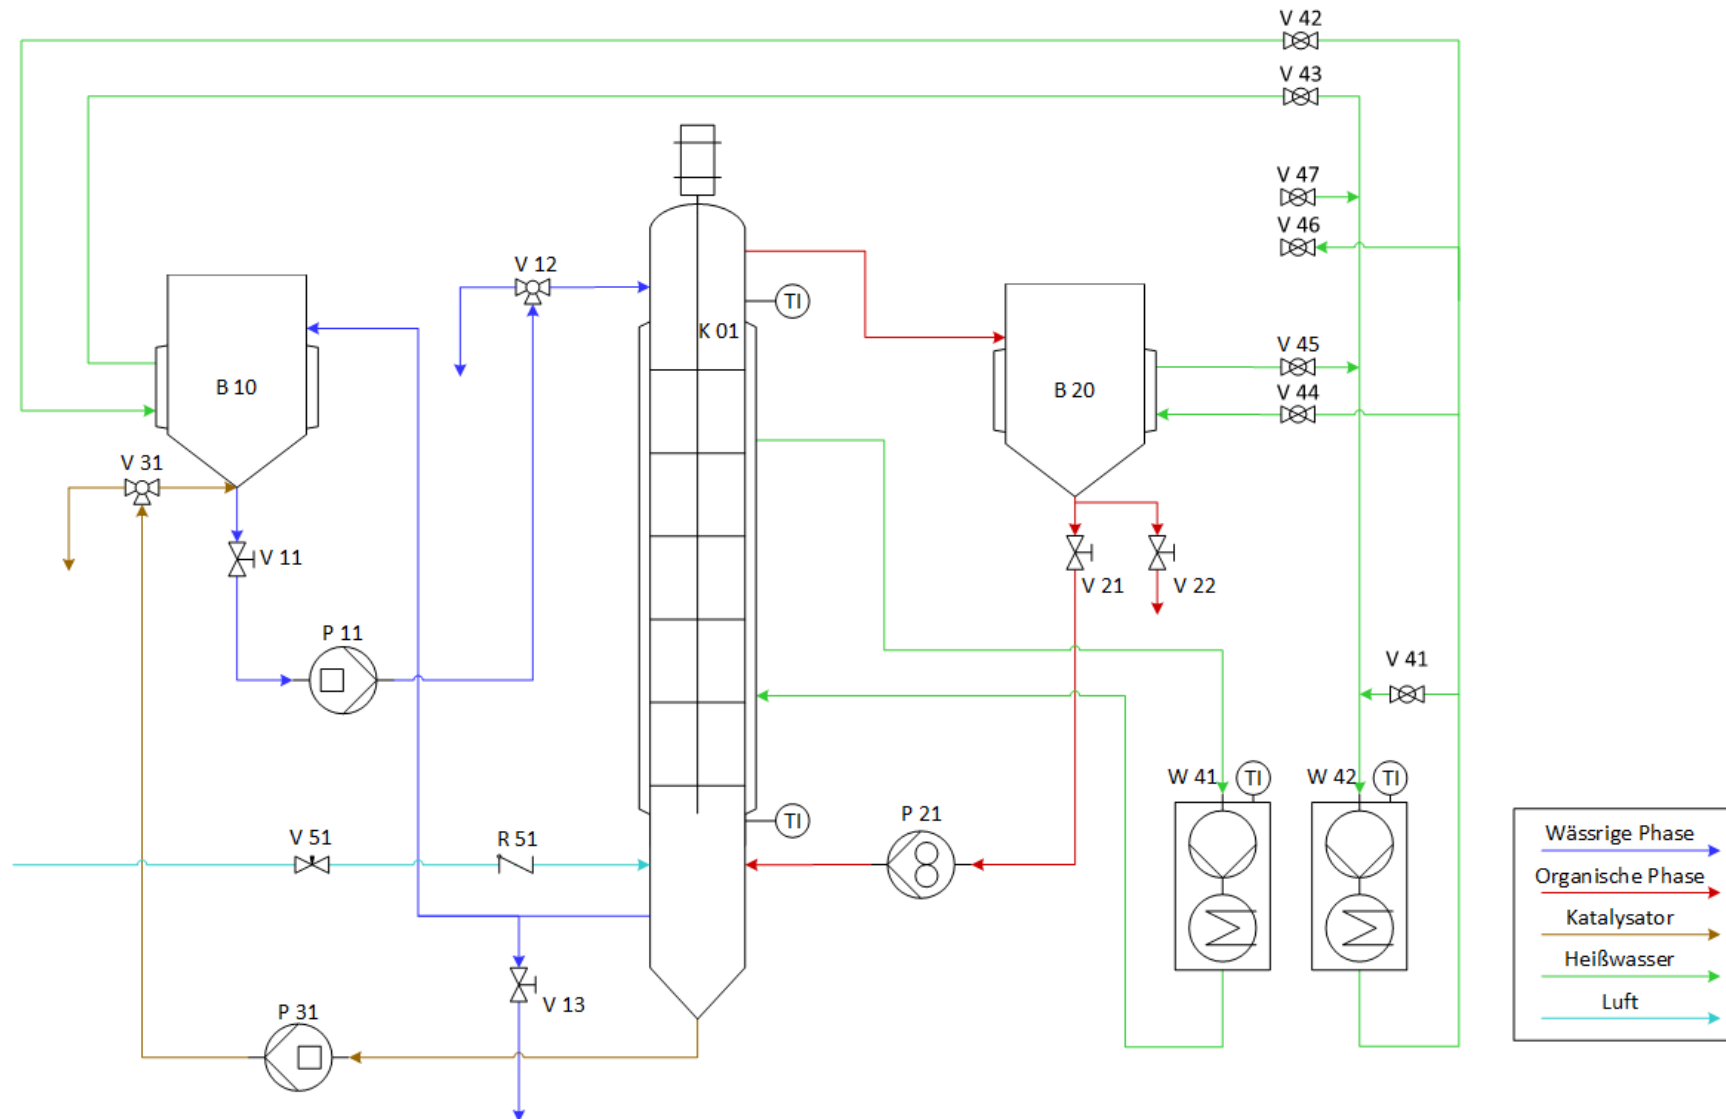 V 42
V 43
V 47
V 46
V 12
TI
K 01
V 45
B 10
B 20
V 44
V 31
V 11
V 21
V 22
P 11
V 41
W 41
TI
W 42
TI
P 21
TI
V 51
R 51
V 13
P 31
Wässrige Phase
Organische Phase
Katalysator
Heißwasser
Luft